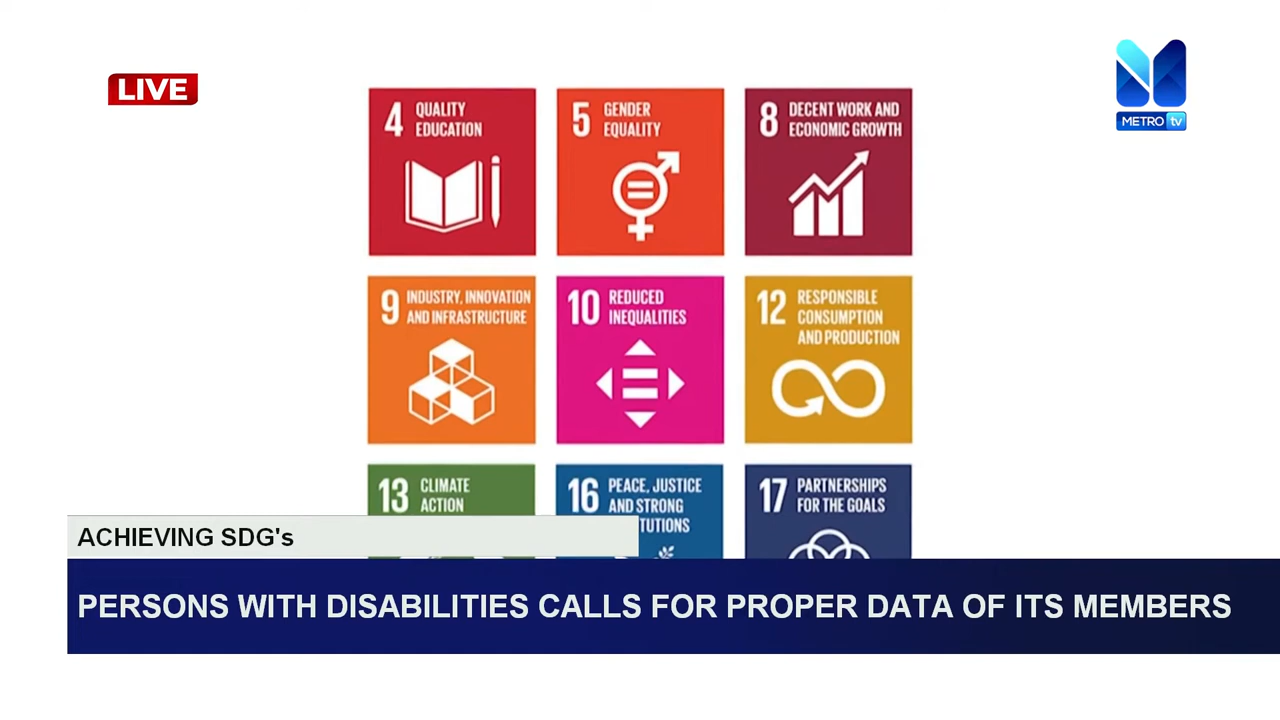 LIVE
METRO tv
4 QUALITY
EDUCATION
5 GENDER
EQUALITY
8 DECENT WORK AND
ECONOMIC GROWTH
9 INDUSTRY, INNOVATION
AND INFRASTRUCTURE
10 REDUCED
INEQUALITIES
12 RESPONSIBLE
CONSUMPTION
AND PRODUCTION
13 CLIMATE
ACTION
16 PEACE, JUSTICE
AND STRONG
TUTIONS
17 PARTNERSHIPS
FOR THE GOALS
ACHIEVING SDG's
PERSONS WITH DISABILITIES CALLS FOR PROPER DATA OF ITS MEMBERS